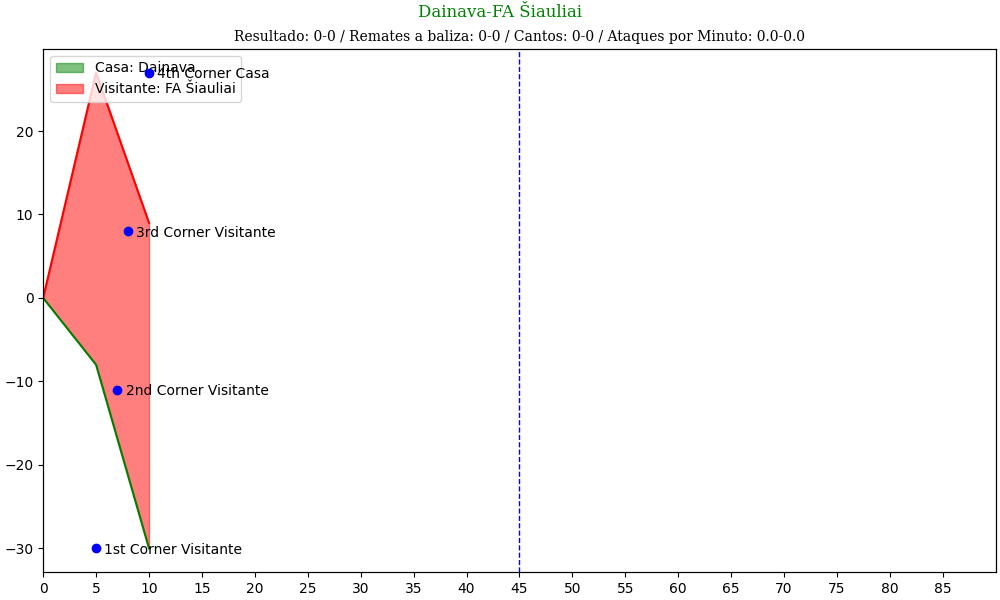 Dainava-FA Šiauliai
Resultado: 0-0 / Remates a baliza: 0-0 / Cantos: 0-0 / Ataques por Minuto: 0.0-0.0
Casa: Dainava
Visitante: FA Šiauliai
4th Corner Casa
3rd Corner Visitante
2nd Corner Visitante
1st Corner Visitante
20
10
0
−10
−20
−30
0 5 10 15 20 25 30 35 40 45 50 55 60 65 70 75 80 85